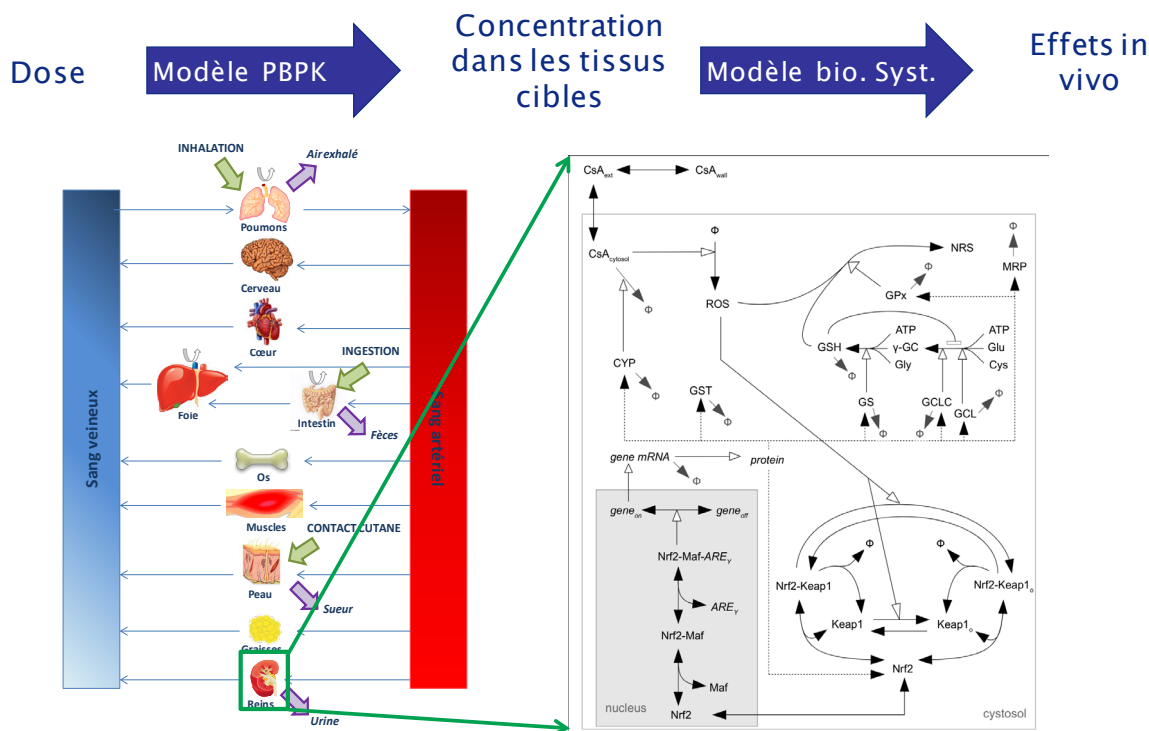 Dose
Modèle PBPK
Concentration
dans les tissus
cibles
Modèle bio. Syst.
Effets in
vivo
INHALATION
Air exhalé
Poumons
Cerveau
Cœur
INGESTION
Foie
Intestin
Fèces
Os
Muscles
CONTACT CUTANE
Peau
Sueur
Graisses
Reins
Urine
Sang veineux
Sang artériel
CsAext
CsAwall
CsAcytosol
Φ
ROS
NRS
Φ
MRP
Φ
GPx
Φ
CYP
Φ
GST
Φ
GSH
Φ
ATP
γ-GC
Gly
ATP
Glu
Cys
GS
Φ
GCLC
Φ
GCL
Φ
gene mRNA
protein
Φ
geneon
geneoff
Nrf2-Maf-AREY
AREY
Nrf2-Maf
Maf
Nrf2
nucleus
Φ
Φ
Nrf2-Keap1
Nrf2-Keap1o
Keap1
Keap1o
Nrf2
cystosol